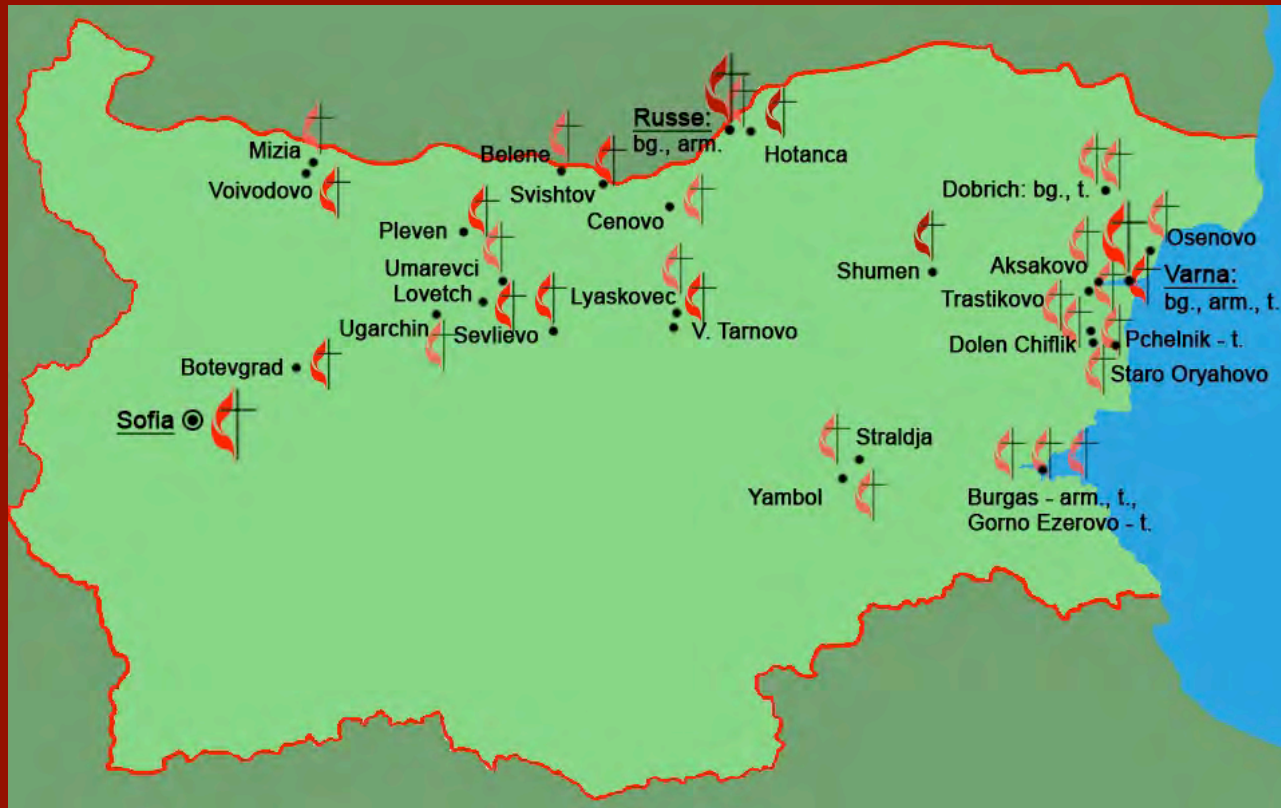 Russe:
bg., arm.
Hotanca
Mizia
Belene
Voivodovo
Svishtov
Dobrich: bg., t.
Cenovo
Pleven
Osenovo
Umarevci
Shumen
Aksakovo
Varna:
bg., arm., t.
Lovetch
Lyaskovec
Trastikovo
Ugarchin
Sevlievo
V. Tarnovo
Dolen Chiflik
Pchelnik - t.
Botevgrad
Staro Oryahovo
Sofia
Straldja
Yambol
Burgas - arm., t.,
Gorno Ezerovo - t.